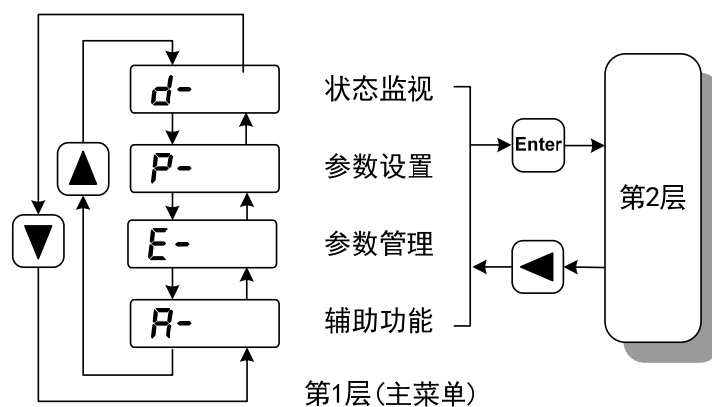 d- 状态监视
P- 参数设置
E- 参数管理
A- 辅助功能
Enter
第2层
第1层(主菜单)